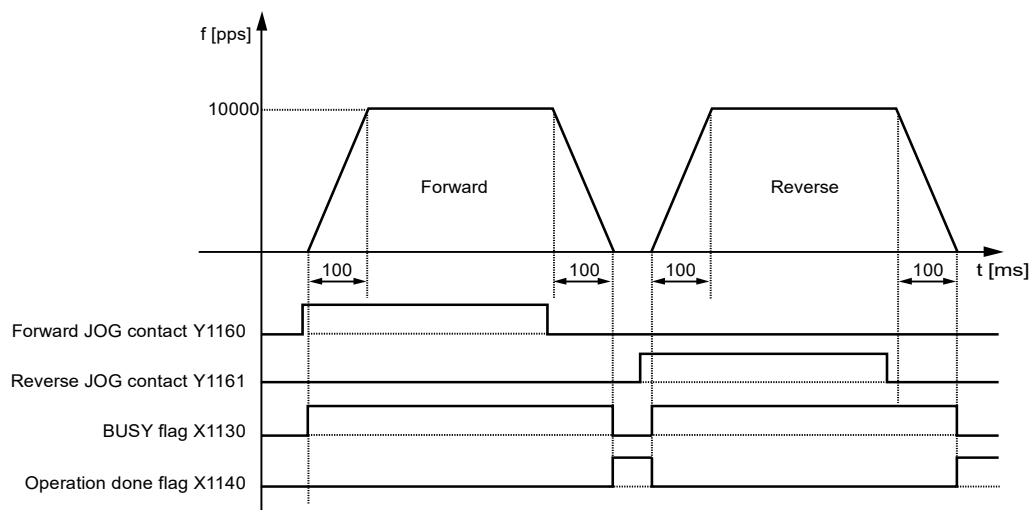 f [pps]
10000
Forward
Reverse
100
100
100
100
t [ms]
Forward JOG contact Y1160
Reverse JOG contact Y1161
BUSY flag X1130
Operation done flag X1140